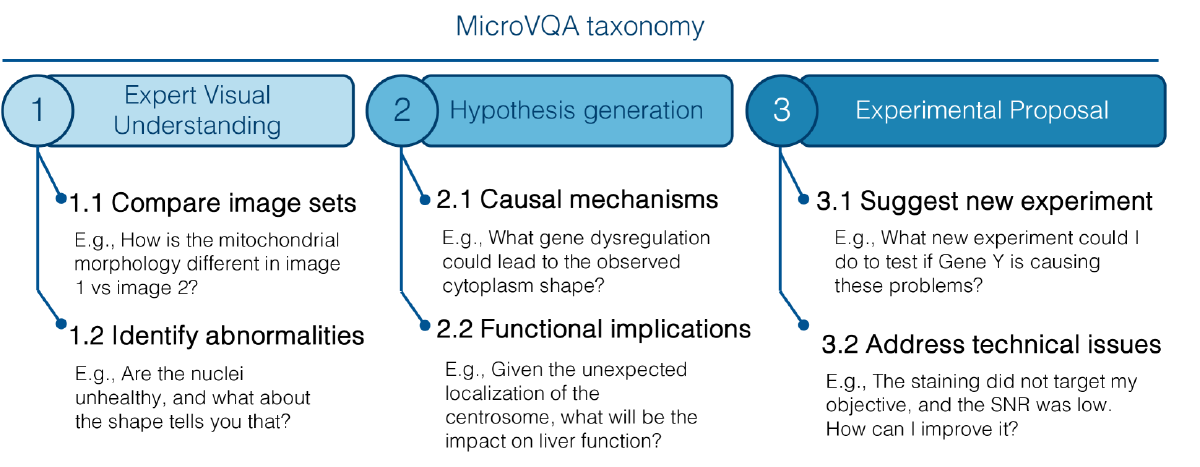 MicroVQA taxonomy
1
Expert Visual
Understanding
1.1 Compare image sets
E.g., How is the mitochondrial
morphology different in image
1 vs image 2?
1.2 Identify abnormalities
E.g., Are the nuclei
unhealthy, and what about
the shape tells you that?
2
Hypothesis generation
2.1 Causal mechanisms
E.g., What gene dysregulation
could lead to the observed
cytoplasm shape?
2.2 Functional implications
E.g., Given the unexpected
localization of the
centrosome, what will be the
impact on liver function?
3
Experimental Proposal
3.1 Suggest new experiment
E.g., What new experiment could I
do to test if Gene Y is causing
these problems?
3.2 Address technical issues
E.g., The staining did not target my
objective, and the SNR was low.
How can I improve it?